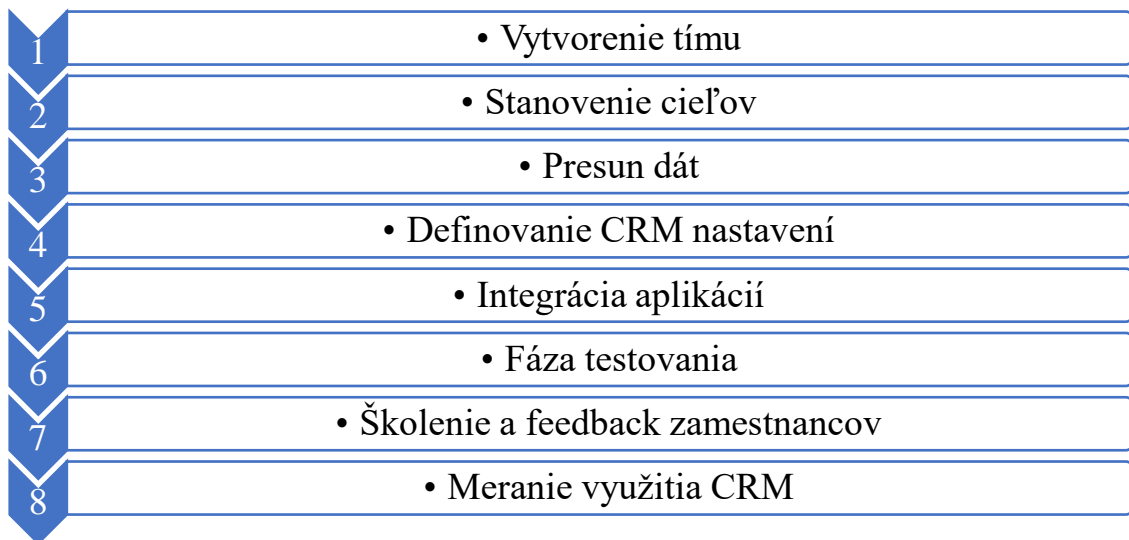 1 • Vytvorenie tímu
2 • Stanovenie cieľov
3 • Presun dát
4 • Definovanie CRM nastavení
5 • Integrácia aplikácií
6 • Fáza testovania
7 • Školenie a feedback zamestnancov
8 • Meranie využitia CRM